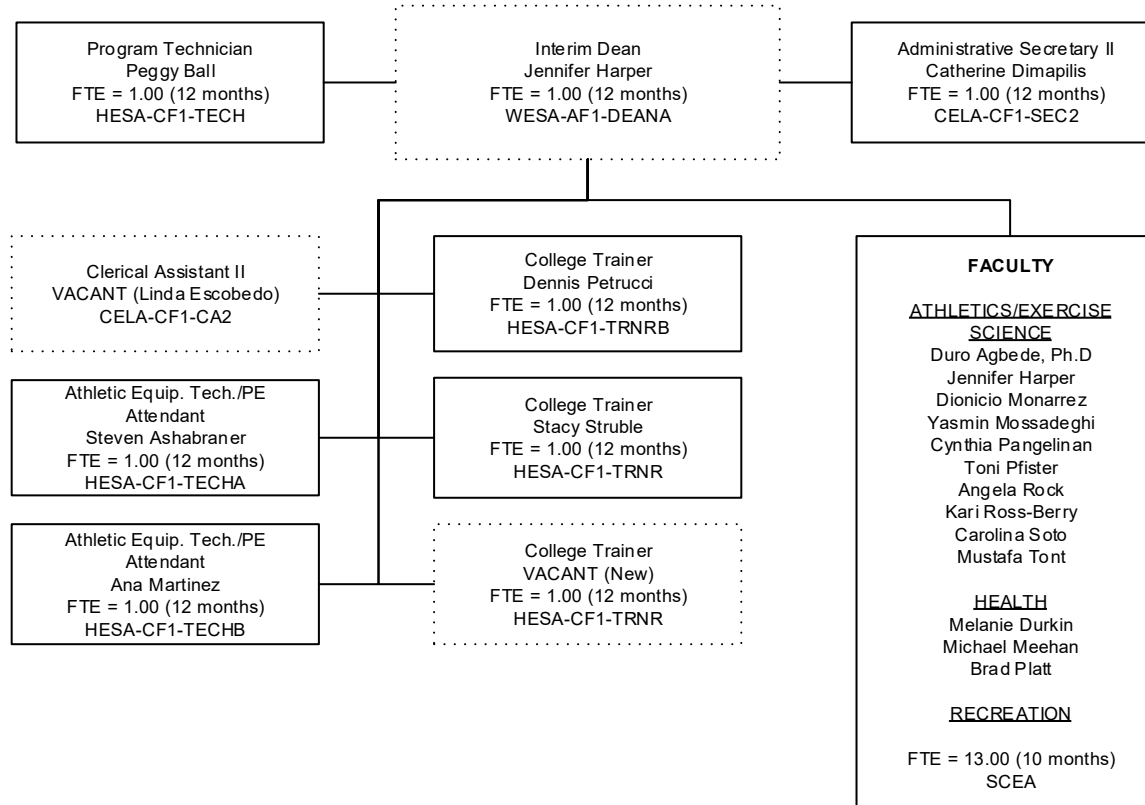 Program Technician
Peggy Ball
FTE = 1.00 (12 months)
HESA-CF1-TECH
Interim Dean
Jennifer Harper
FTE = 1.00 (12 months)
WESA-AF1-DEANA
Administrative Secretary II
Catherine Dimapilis
FTE = 1.00 (12 months)
CELA-CF1-SEC2
Clerical Assistant II
VACANT (Linda Escobedo)
CELA-CF1-CA2
College Trainer
Dennis Petrucci
FTE = 1.00 (12 months)
HESA-CF1-TRNRB
Athletic Equip. Tech./PE
Attendant
Steven Ashabraner
FTE = 1.00 (12 months)
HESA-CF1-TECHA
College Trainer
Stacy Struble
FTE = 1.00 (12 months)
HESA-CF1-TRNR
Athletic Equip. Tech./PE
Attendant
Ana Martinez
FTE = 1.00 (12 months)
HESA-CF1-TECHB
College Trainer
VACANT (New)
FTE = 1.00 (12 months)
HESA-CF1-TRNR
FACULTY
ATHLETICS/EXERCISE
SCIENCE
Duro Agbede, Ph.D
Jennifer Harper
Dionicio Monarrez
Yasmin Mossadeghi
Cynthia Pangelinan
Toni Pfister
Angela Rock
Kari Ross-Berry
Carolina Soto
Mustafa Tont
HEALTH
Melanie Durkin
Michael Meehan
Brad Platt
RECREATION
FTE = 13.00 (10 months)
SCEA